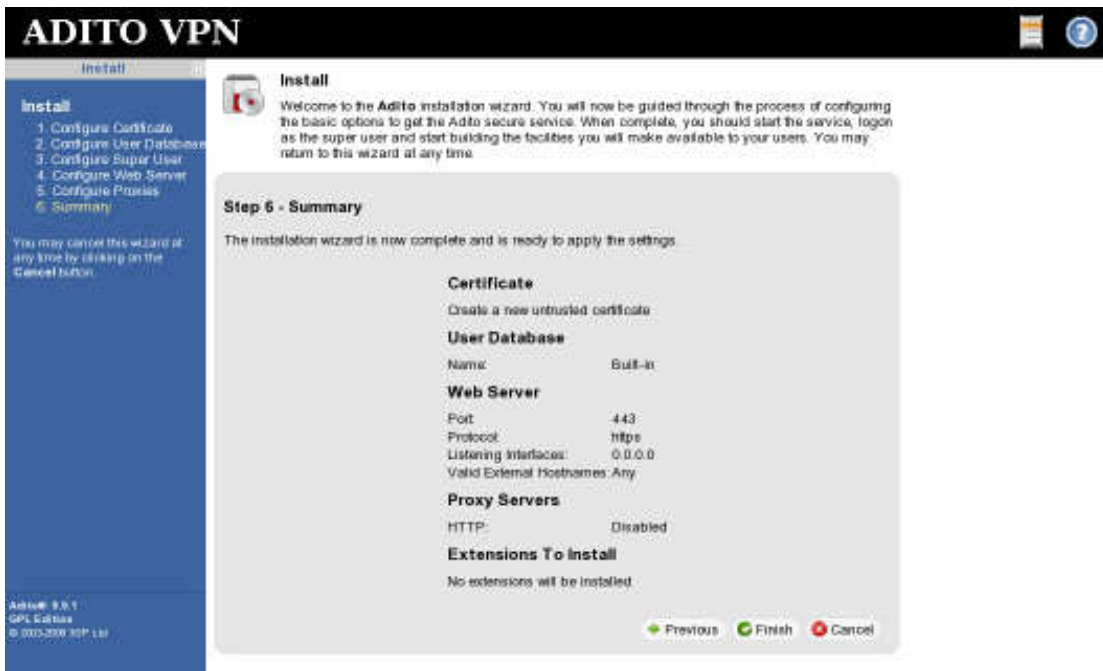 ADITO VPN
Install
Install
1. Configure Certificate
2. Configure User Database
3. Configure Super User
4. Configure Web Server
5. Configure Proxies
6. Summary
You may cancel this wizard at
any time by clicking on the
Cancel button.
Install
Welcome to the Adito installation wizard. You will now be guided through the process of configuring
the basic options to get the Adito secure service. When complete, you should start the service, logon
as the super user and start building the facilities you will make available to your users. You may
return to this wizard at any time.
Step 6 - Summary
The installation wizard is now complete and is ready to apply the settings.
Certificate
Create a new untrusted certificate
User Database
Name: Built-in
Web Server
Port: 443
Protocol: https
Listening Interfaces: 0.0.0.0
Valid External Hostnames: Any
Proxy Servers
HTTP: Disabled
Extensions To Install
No extensions will be installed
Previous Finish Cancel
Adito® 0.9.1
GPL Edition